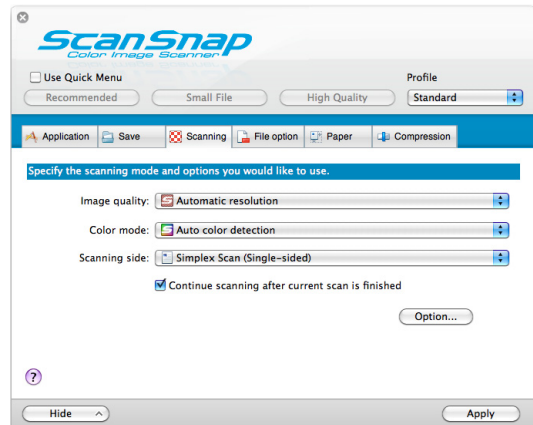 ScanSnap
Color Image Scanner
Use Quick Menu
Profile
Recommended Small File High Quality Standard
Application Save Scanning File option Paper Compression
Specify the scanning mode and options you would like to use.
Image quality: Automatic resolution
Color mode: Auto color detection
Scanning side: Simplex Scan (Single-sided)
Continue scanning after current scan is finished
Option...
?
Hide Apply